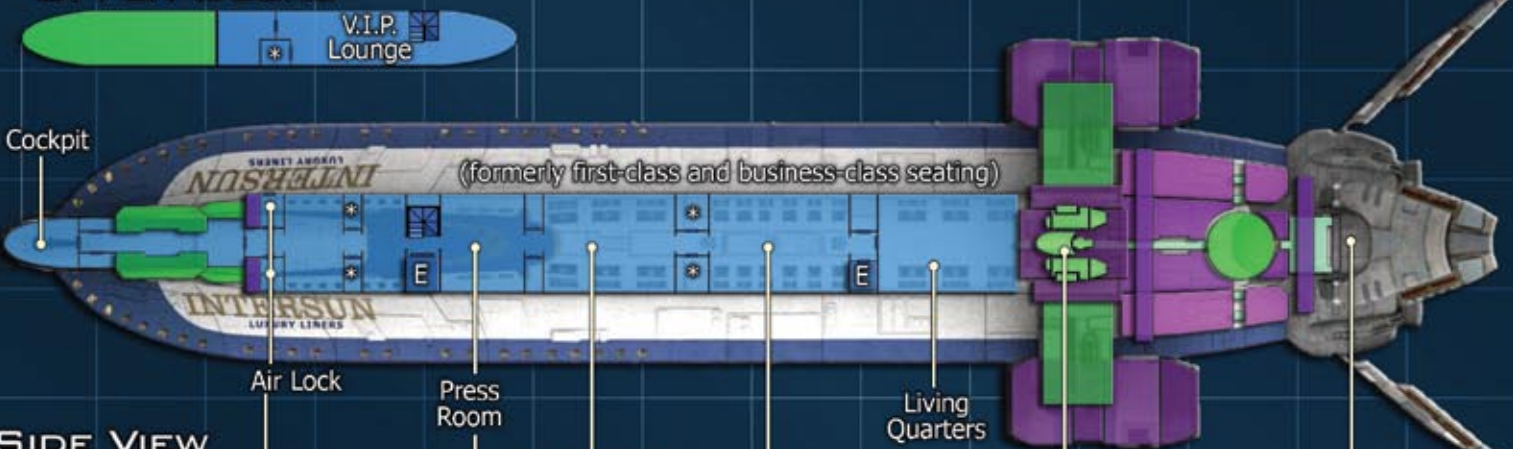 V.I.P.
Lounge
*
Cockpit
INTERSUN
LUXURY LINERS
(formerly first-class and business-class seating)
*
*
*
*
E
E
INTERSUN
LUXURY LINERS
Air Lock
Press
Room
Living
Quarters
SIDE VIEW